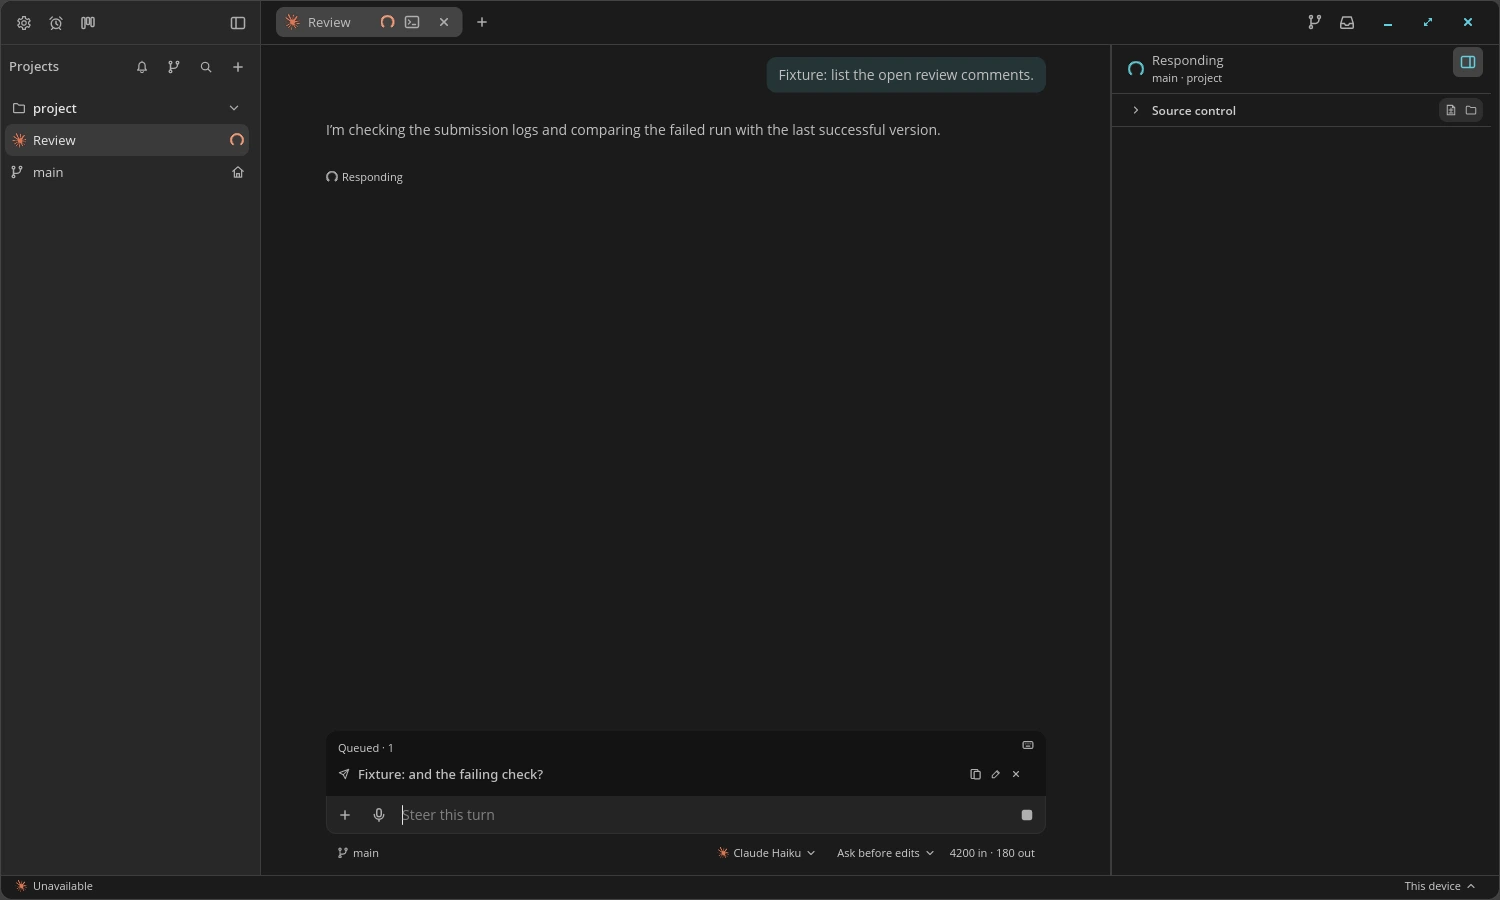 Review
Projects
project
Review
main
Fixture: list the open review comments.
I'm checking the submission logs and comparing the failed run with the last successful version.
Responding
Responding
main · project
Source control
Queued · 1
Fixture: and the failing check?
Steer this turn
main
Claude Haiku
Ask before edits
4200 in · 180 out
Unavailable
This device